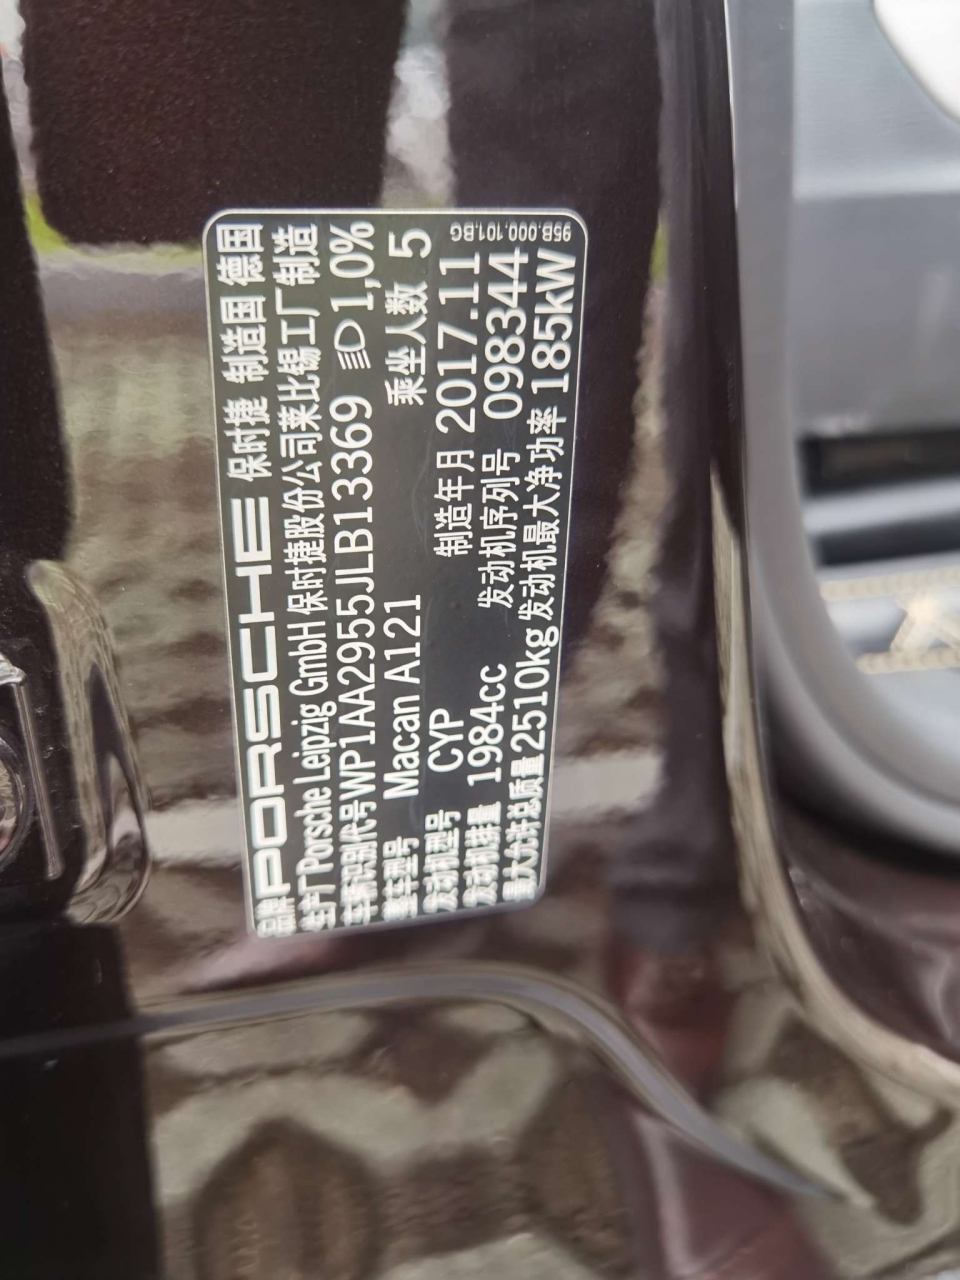 品牌 PORSCHE 保时捷 制造国 德国
生产厂 Porsche Leipzig GmbH 保时捷股份公司莱比锡工厂制造
车辆识别代号 WP1AA2955JLB13369 1,0%
整车型号 Macan A121 乘坐人数 5
发动机型号 CYP 制造年月 2017.11
发动机排量 1984cc 发动机序列号 098344
最大允许总质量 2510kg 发动机最大净功率 185kW
95B.000.101.BG